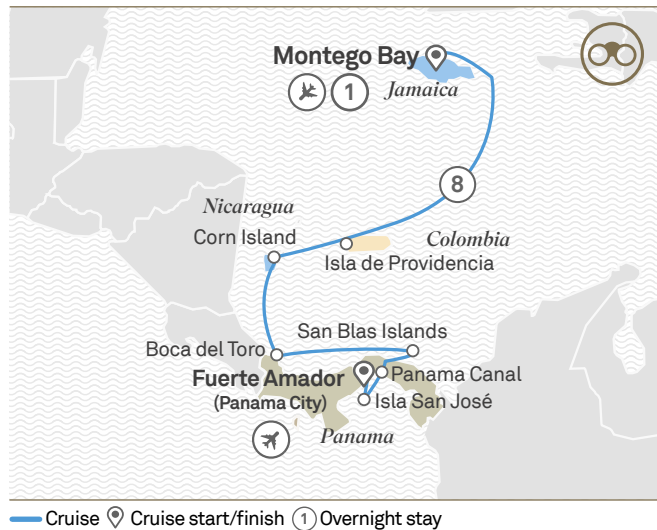 Montego Bay
1
Jamaica
8
Nicaragua
Corn Island
Colombia
Isla de Providencia
San Blas Islands
Boca del Toro
Fuerte Amador
(Panama City)
Panama Canal
Isla San José
Panama
Cruise Cruise start/finish 1 Overnight stay